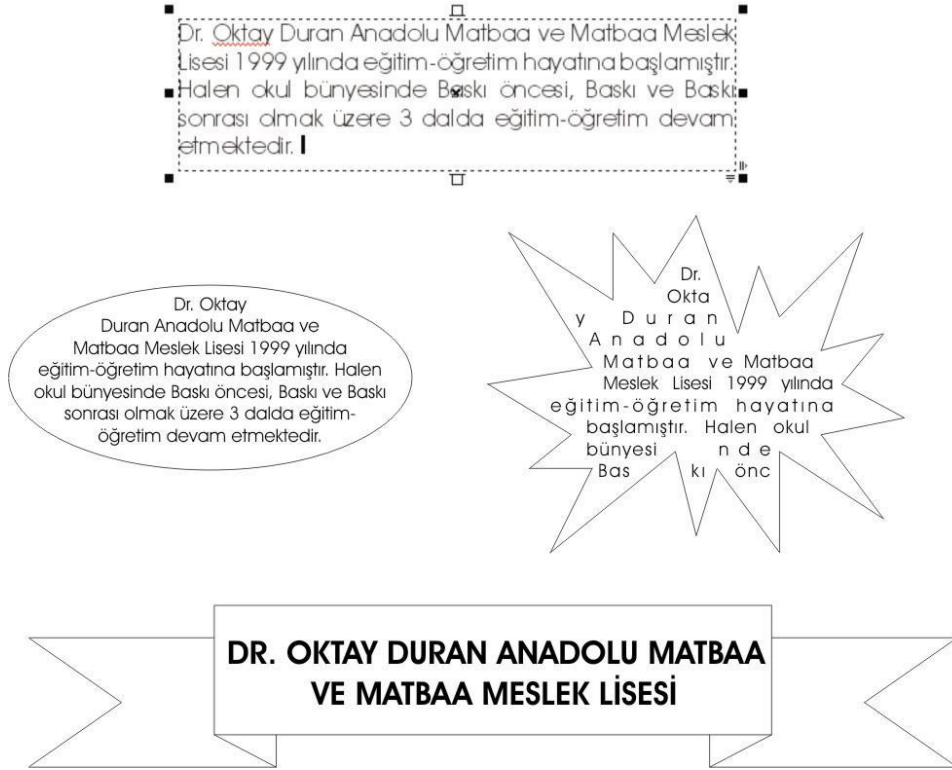 Dr. Oktay Duran Anadolu Matbaa ve Matbaa Meslek
Lisesi 1999 yılında eğitim-öğretim hayatına başlamıştır.
Halen okul bünyesinde Baskı öncesi, Baskı ve Baskı
sonrası olmak üzere 3 dalda eğitim-öğretim devam
etmektedir.
Dr. Oktay
Duran Anadolu Matbaa ve
Matbaa Meslek Lisesi 1999 yılında
eğitim-öğretim hayatına başlamıştır. Halen
okul bünyesinde Baskı öncesi, Baskı ve Baskı
sonrası olmak üzere 3 dalda eğitim-
öğretim devam etmektedir.
Dr.
Okta
y Duran
Anadolu
Matbaa ve Matbaa
Meslek Lisesi 1999 yılında
eğitim-öğretim hayatına
başlamıştır. Halen okul
bünyesi nde
Bas kı önc
DR. OKTAY DURAN ANADOLU MATBAA
VE MATBAA MESLEK LİSESİ